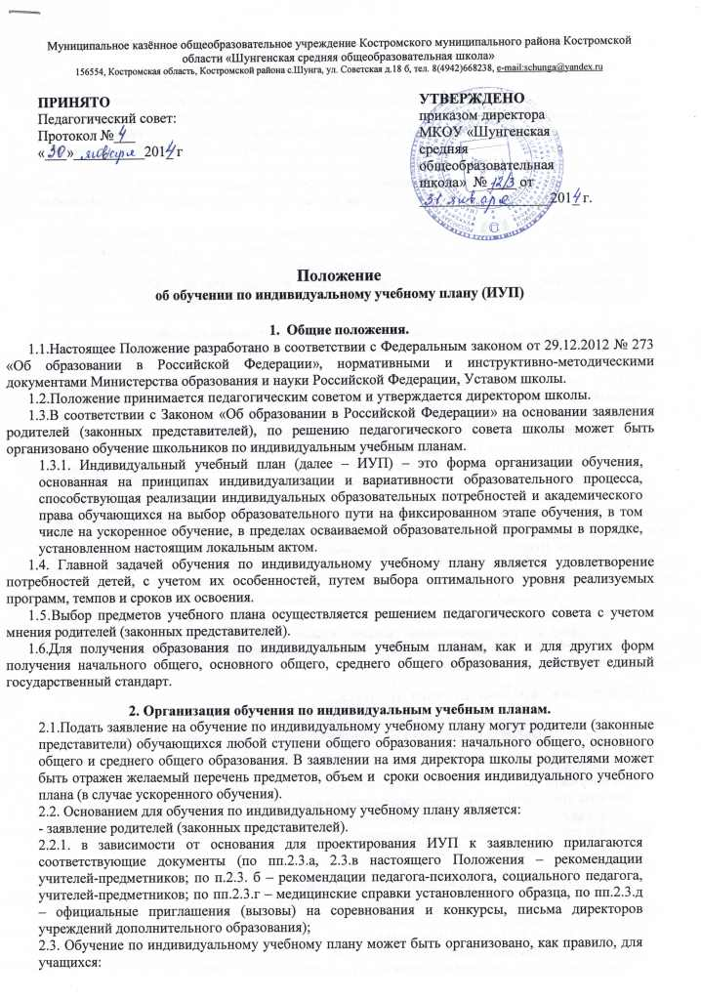 Муниципальное казённое общеобразовательное учреждение Костромского муниципального района Костромской
области «Шунгенская средняя общеобразовательная школа»
156554, Костромская область, Костромской района с.Шунга, ул. Советская д.18 б, тел. 8(4942)668238, e-mail:schunga@yandex.ru
ПРИНЯТО
Педагогический совет:
Протокол № 4
«30» января 2014 г
УТВЕРЖДЕНО
приказом директора
МКОУ «Шунгенская
средняя
общеобразовательная
школа» № 12/3 от
31 января 2014 г.
Положение
об обучении по индивидуальному учебному плану (ИУП)
1. Общие положения.
1.1.Настоящее Положение разработано в соответствии с Федеральным законом от 29.12.2012 № 273
«Об образовании в Российской Федерации», нормативными и инструктивно-методическими
документами Министерства образования и науки Российской Федерации, Уставом школы.
1.2.Положение принимается педагогическим советом и утверждается директором школы.
1.3.В соответствии с Законом «Об образовании в Российской Федерации» на основании заявления
родителей (законных представителей), по решению педагогического совета школы может быть
организовано обучение школьников по индивидуальным учебным планам.
1.3.1. Индивидуальный учебный план (далее – ИУП) – это форма организации обучения,
основанная на принципах индивидуализации и вариативности образовательного процесса,
способствующая реализации индивидуальных образовательных потребностей и академического
права обучающихся на выбор образовательного пути на фиксированном этапе обучения, в том
числе на ускоренное обучение, в пределах осваиваемой образовательной программы в порядке,
установленном настоящим локальным актом.
1.4. Главной задачей обучения по индивидуальному учебному плану является удовлетворение
потребностей детей, с учетом их особенностей, путем выбора оптимального уровня реализуемых
программ, темпов и сроков их освоения.
1.5.Выбор предметов учебного плана осуществляется решением педагогического совета с учетом
мнения родителей (законных представителей).
1.6.Для получения образования по индивидуальным учебным планам, как и для других форм
получения начального общего, основного общего, среднего общего образования, действует единый
государственный стандарт.
2. Организация обучения по индивидуальным учебным планам.
2.1.Подать заявление на обучение по индивидуальному учебному плану могут родители (законные
представители) обучающихся любой ступени общего образования: начального общего, основного
общего и среднего общего образования. В заявлении на имя директора школы родителями может
быть отражен желаемый перечень предметов, объем и сроки освоения индивидуального учебного
плана (в случае ускоренного обучения).
2.2. Основанием для обучения по индивидуальному учебному плану является:
- заявление родителей (законных представителей).
2.2.1. в зависимости от основания для проектирования ИУП к заявлению прилагаются
соответствующие документы (по пп.2.3.а, 2.3.в настоящего Положения – рекомендации
учителей-предметников; по п.2.3. б – рекомендации педагога-психолога, социального педагога,
учителей-предметников; по пп.2.3.г – медицинские справки установленного образца, по пп.2.3.д
– официальные приглашения (вызовы) на соревнования и конкурсы, письма директоров
учреждений дополнительного образования);
2.3. Обучение по индивидуальному учебному плану может быть организовано, как правило, для
учащихся: